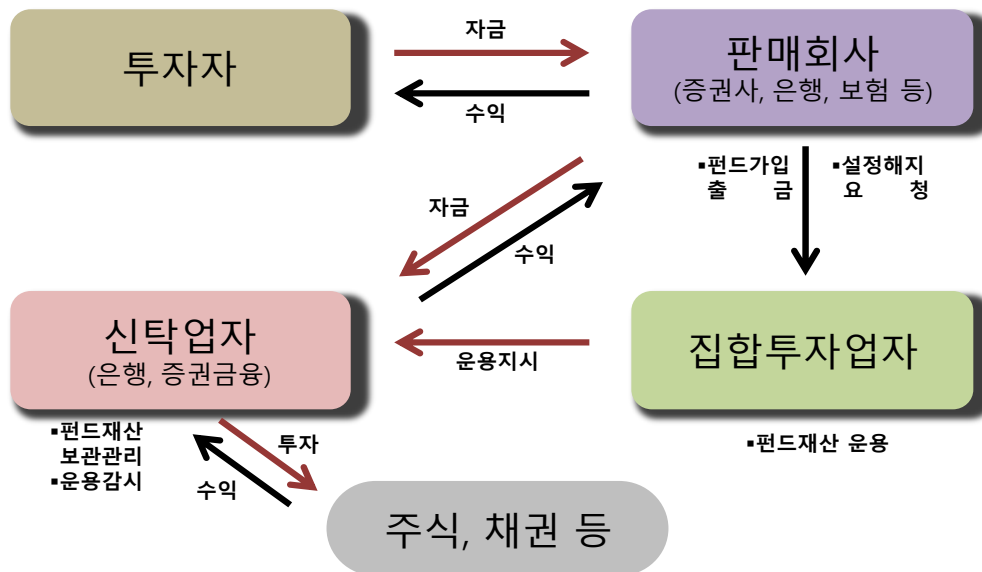 투자자
자금
수익
판매회사
(증권사, 은행, 보험 등)
▪펀드가입
출 금
▪설정해지
요 청
자금
수익
신탁업자
(은행, 증권금융)
운용지시
집합투자업자
▪펀드재산
보관관리
▪운용감시
투자
수익
▪펀드재산 운용
주식, 채권 등